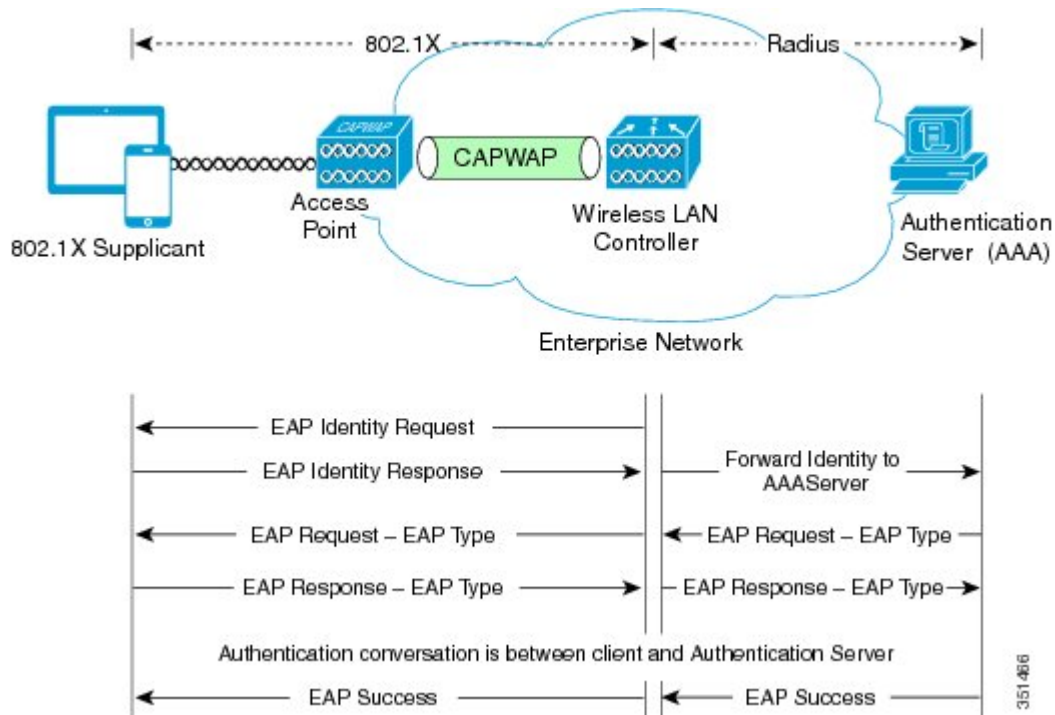 802.1X
Radius
CAPWAP
CAPWAP
Access
Point
Wireless LAN
Controller
802.1X Supplicant
Authentication
Server (AAA)
Enterprise Network
EAP Identity Request
EAP Identity Response
Forward Identity to
AAAServer
EAP Request – EAP Type
EAP Request – EAP Type
EAP Response – EAP Type
EAP Response – EAP Type
Authentication conversation is between client and Authentication Server
EAP Success
EAP Success
351466